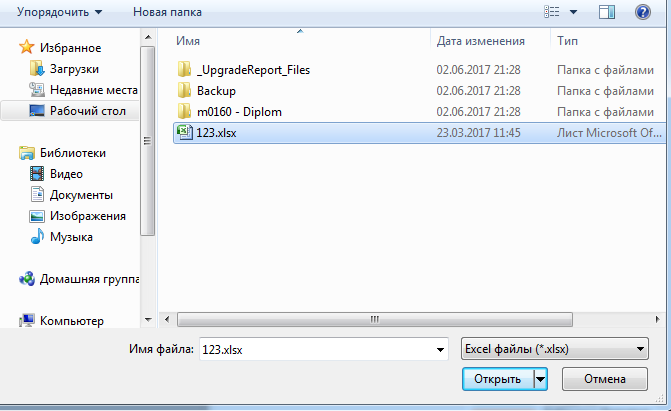 Упорядочить Новая папка
Избранное
Загрузки
Недавние места
Рабочий стол
Библиотеки
Видео
Документы
Изображения
Музыка
Домашняя группа
Компьютер
Имя Дата изменения Тип
_UpgradeReport_Files 02.06.2017 21:28 Папка с файлами
Backup 02.06.2017 21:28 Папка с файлами
m0160 - Diplom 02.06.2017 21:28 Папка с файлами
123.xlsx 23.03.2017 11:45 Лист Microsoft Of...
Имя файла: 123.xlsx Excel файлы (*.xlsx)
Открыть Отмена